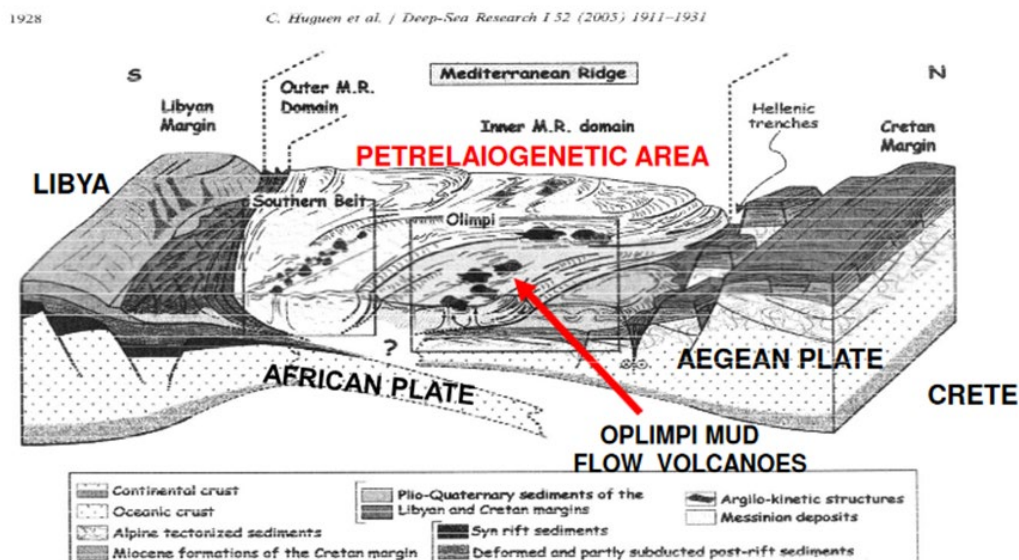 1928
C. Huguen et al. / Deep-Sea Research I 52 (2005) 1911–1931
S
Mediterranean Ridge
N
Outer M.R.
Domain
Libyan
Margin
Hellenic
trenches
Inner M.R. domain
Cretan
Margin
PETRELAIOGENETIC AREA
LIBYA
Southern Belt
Olimpi
?
AFRICAN PLATE
AEGEAN PLATE
CRETE
OPLIMPI MUD
FLOW VOLCANOES
Continental crust
Oceanic crust
Alpine tectonized sediments
Miocene formations of the Cretan margin
Plio-Quaternary sediments of the
Libyan and Cretan margins
Syn rift sediments
Deformed and partly subducted post-rift sediments
Argilo-kinetic structures
Messinian deposits